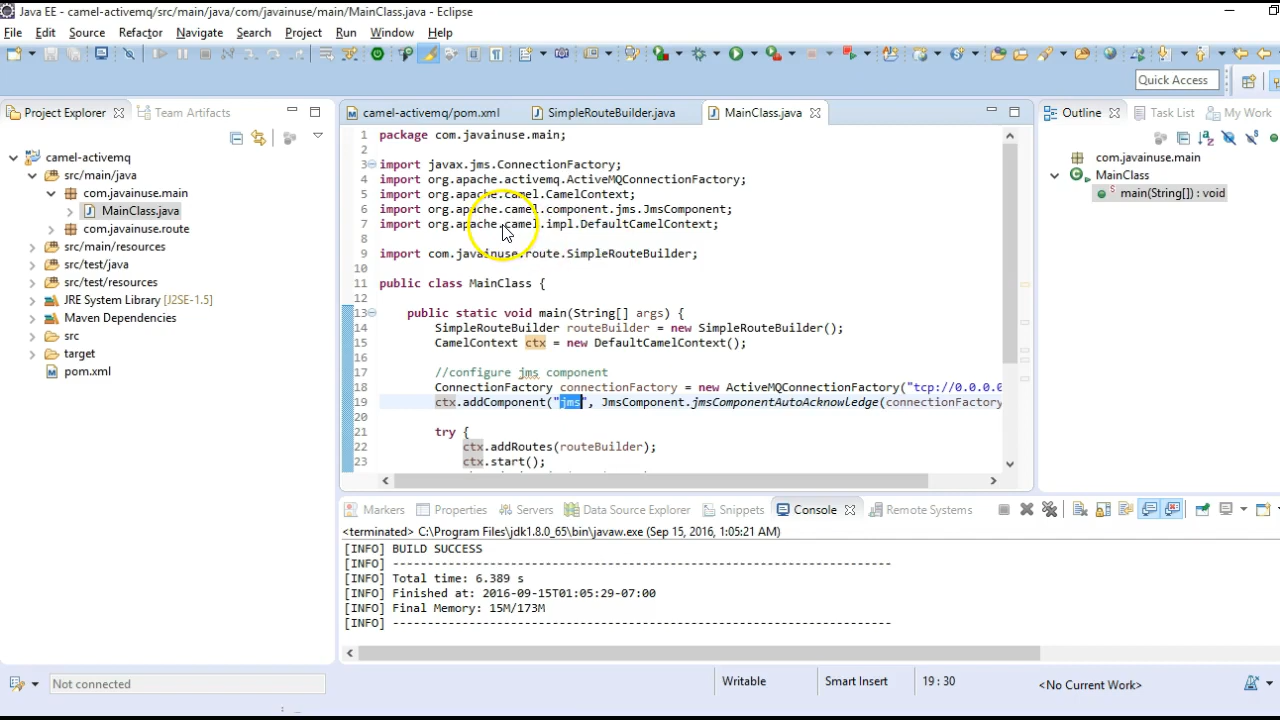 Java EE - camel-activemq/src/main/java/com/javainuse/main/MainClass.java - Eclipse
File Edit Source Refactor Navigate Search Project Run Window Help
Quick Access
Project Explorer
Team Artifacts
camel-activemq
src/main/java
com.javainuse.main
MainClass.java
com.javainuse.route
src/main/resources
src/test/java
src/test/resources
JRE System Library [J2SE-1.5]
Maven Dependencies
src
target
pom.xml
camel-activemq/pom.xml SimpleRouteBuilder.java MainClass.java
1 package com.javainuse.main;
2
3 import javax.jms.ConnectionFactory;
4 import org.apache.activemq.ActiveMQConnectionFactory;
5 import org.apache.camel.CamelContext;
6 import org.apache.camel.component.jms.JmsComponent;
7 import org.apache.camel.impl.DefaultCamelContext;
8
9 import com.javainuse.route.SimpleRouteBuilder;
10
11 public class MainClass {
12
13 public static void main(String[] args) {
14 SimpleRouteBuilder routeBuilder = new SimpleRouteBuilder();
15 CamelContext ctx = new DefaultCamelContext();
16
17 //configure jms component
18 ConnectionFactory connectionFactory = new ActiveMQConnectionFactory("tcp://0.0.0.0
19 ctx.addComponent("jms", JmsComponent.jmsComponentAutoAcknowledge(connectionFactory
20
21 try {
22 ctx.addRoutes(routeBuilder);
23 ctx.start();
Outline Task List My Work
com.javainuse.main
MainClass
main(String[]) : void
Markers Properties Servers Data Source Explorer Snippets Console Remote Systems
<terminated> C:\Program Files\jdk1.8.0_65\bin\javaw.exe (Sep 15, 2016, 1:05:21 AM)
[INFO] BUILD SUCCESS
[INFO] ------------------------------------------------------------------------
[INFO] Total time: 6.389 s
[INFO] Finished at: 2016-09-15T01:05:29-07:00
[INFO] Final Memory: 15M/173M
[INFO] ------------------------------------------------------------------------
Not connected
Writable
Smart Insert
19 : 30
<No Current Work>